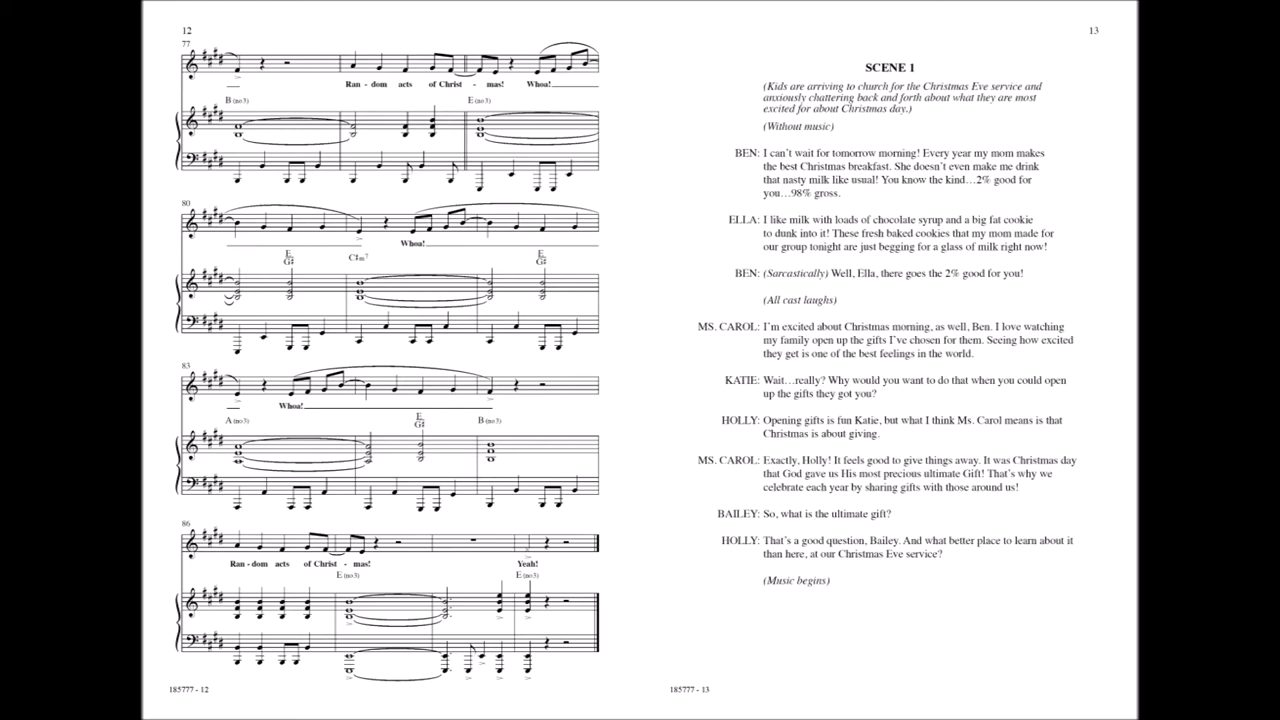 12
77
Ran - dom acts of Christ - mas! Whoa!
B (no3) E (no3)
80
Whoa!
E
G♯ C♯m7 E
G♯
83
Whoa!
A (no3) E
G♯ B (no3)
86
Ran - dom acts of Christ - mas! Yeah!
E (no3) E (no3)
185777 - 12
13
SCENE 1
(Kids are arriving to church for the Christmas Eve service and
anxiously chattering back and forth about what they are most
excited for about Christmas day.)
(Without music)
BEN: I can't wait for tomorrow morning! Every year my mom makes
the best Christmas breakfast. She doesn't even make me drink
that nasty milk like usual! You know the kind…2% good for
you…98% gross.
ELLA: I like milk with loads of chocolate syrup and a big fat cookie
to dunk into it! These fresh baked cookies that my mom made for
our group tonight are just begging for a glass of milk right now!
BEN: (Sarcastically) Well, Ella, there goes the 2% good for you!
(All cast laughs)
MS. CAROL: I'm excited about Christmas morning, as well, Ben. I love watching
my family open up the gifts I've chosen for them. Seeing how excited
they get is one of the best feelings in the world.
KATIE: Wait…really? Why would you want to do that when you could open
up the gifts they got you?
HOLLY: Opening gifts is fun Katie, but what I think Ms. Carol means is that
Christmas is about giving.
MS. CAROL: Exactly, Holly! It feels good to give things away. It was Christmas day
that God gave us His most precious ultimate Gift! That's why we
celebrate each year by sharing gifts with those around us!
BAILEY: So, what is the ultimate gift?
HOLLY: That's a good question, Bailey. And what better place to learn about it
than here, at our Christmas Eve service?
(Music begins)
185777 - 13